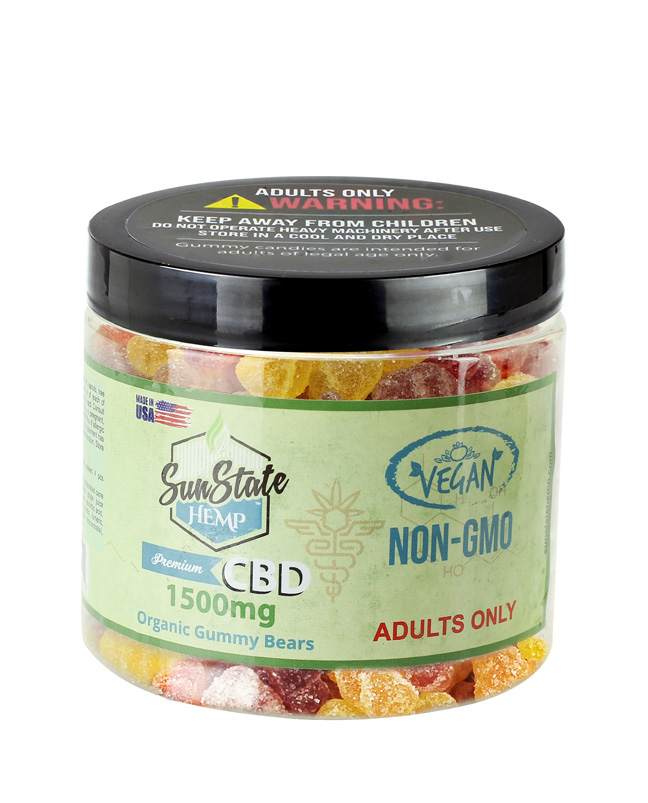 ADULTS ONLY
WARNING:
KEEP AWAY FROM CHILDREN
DO NOT OPERATE HEAVY MACHINERY AFTER USE
STORE IN A COOL AND DRY PLACE
Gummy candies are intended for
adults of legal age only.
MADE IN
USA
SunState
HEMP
Premium
CBD
1500mg
Organic Gummy Bears
VEGAN
OH
NON-GMO
HO
ADULTS ONLY